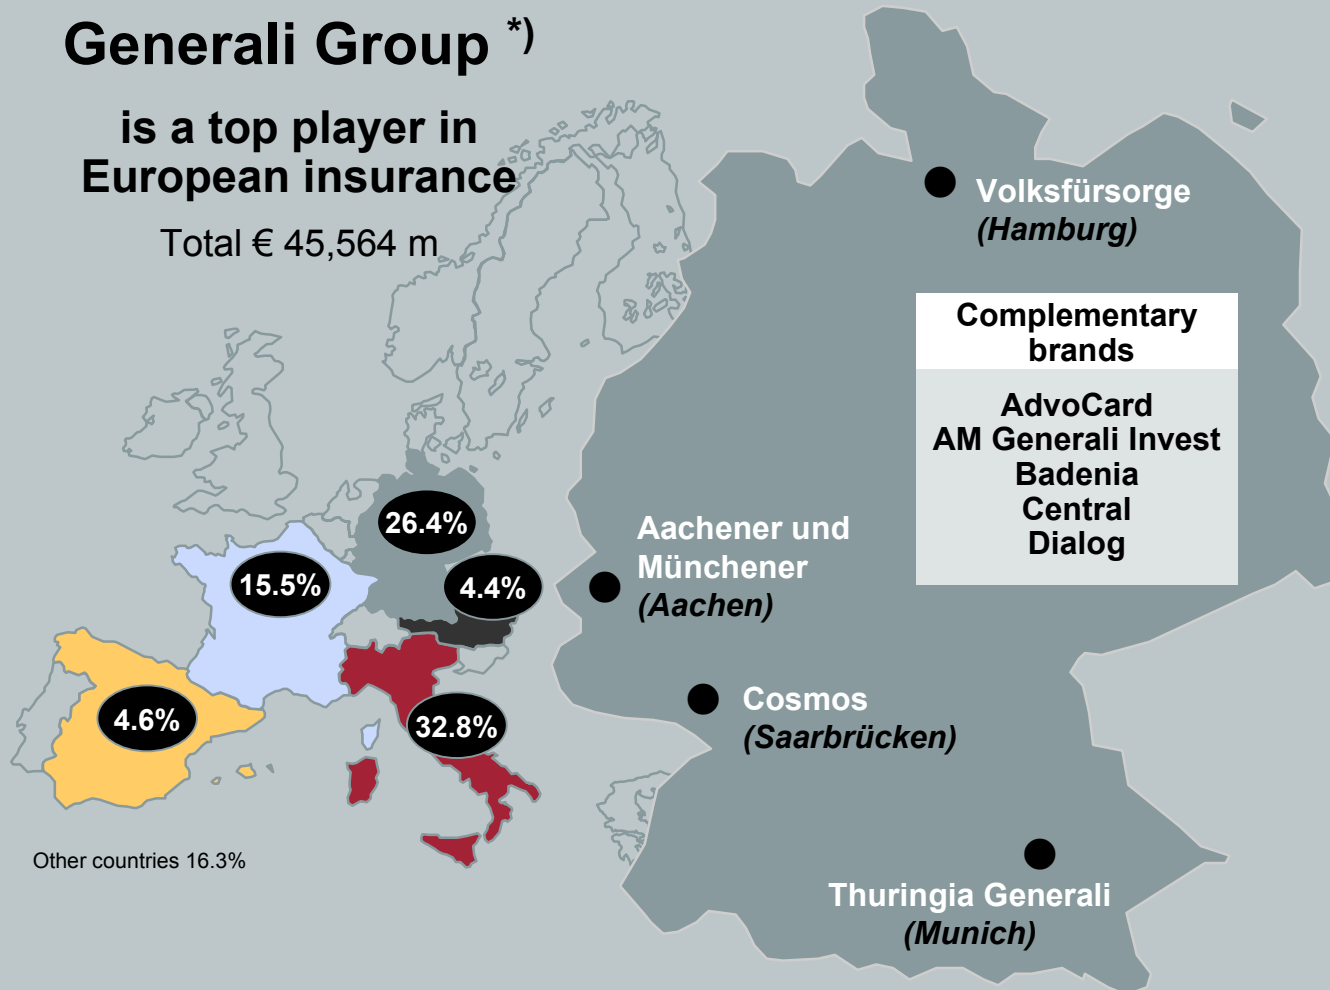 Generali Group *)
is a top player in
European insurance
Total € 45,564 m
Volksfürsorge
(Hamburg)
Complementary
brands
AdvoCard
AM Generali Invest
Badenia
Central
Dialog
26.4%
Aachener und
Münchener
(Aachen)
15.5%
4.4%
4.6%
32.8%
Cosmos
(Saarbrücken)
Other countries 16.3%
Thuringia Generali
(Munich)